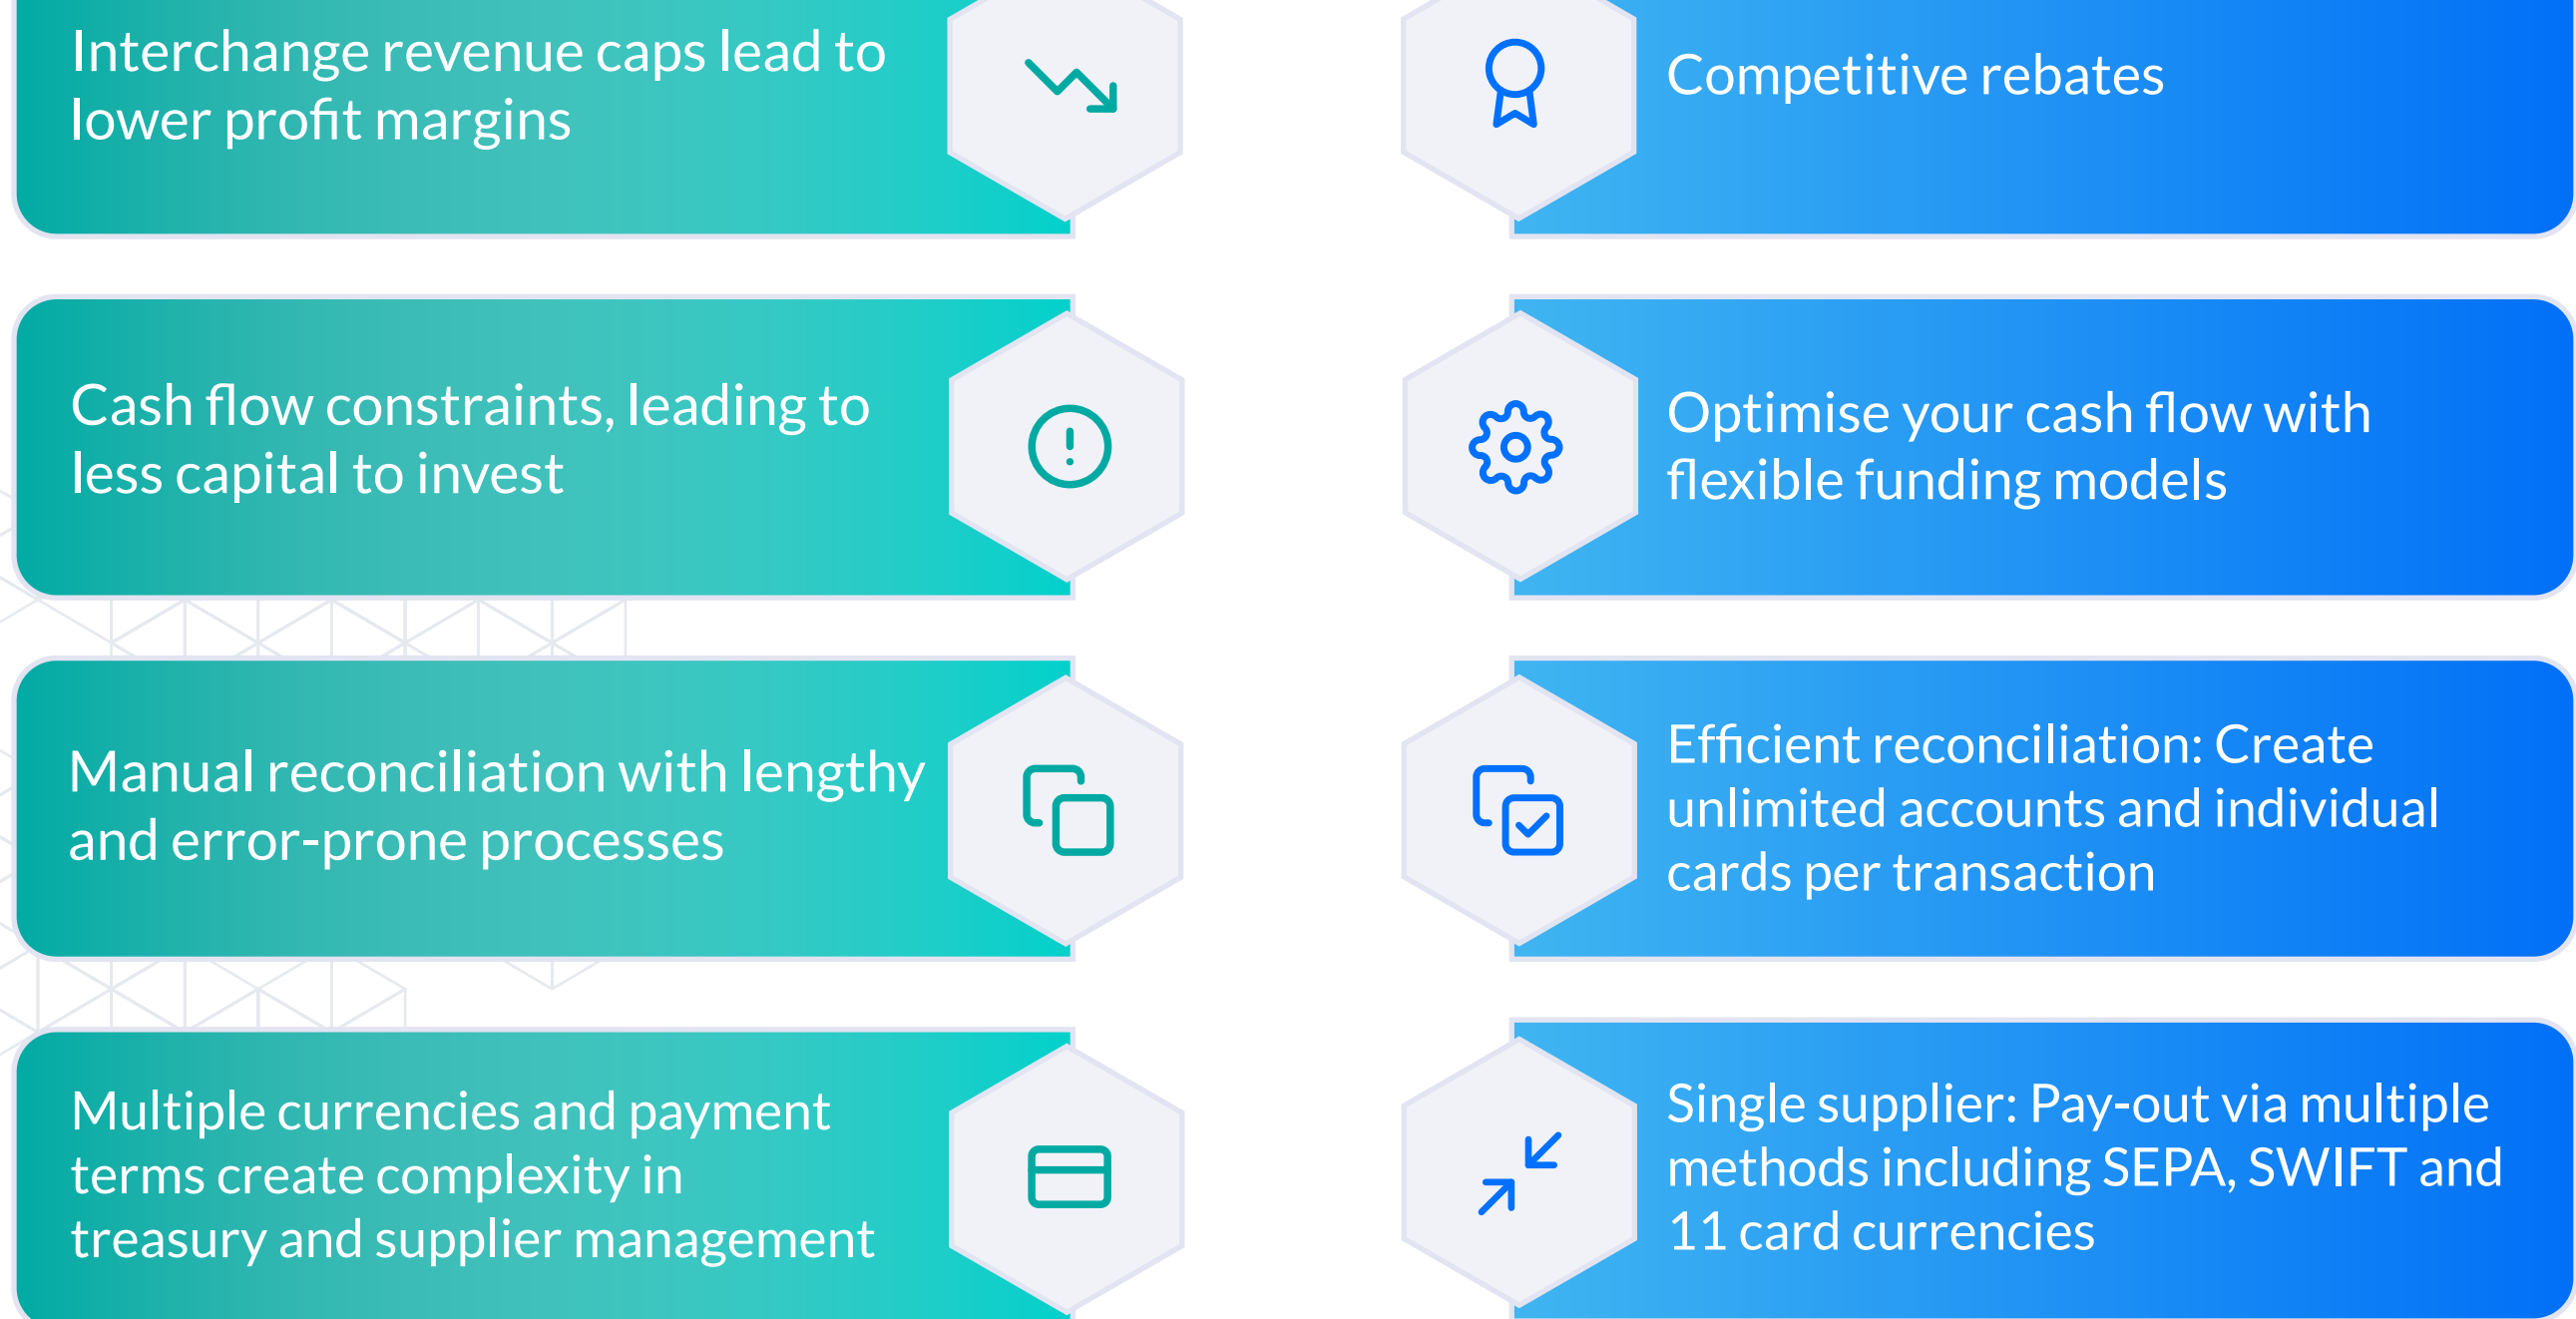 Interchange revenue caps lead to
lower profit margins
Competitive rebates
Cash flow constraints, leading to
less capital to invest
Optimise your cash flow with
flexible funding models
Manual reconciliation with lengthy
and error-prone processes
Efficient reconciliation: Create
unlimited accounts and individual
cards per transaction
Multiple currencies and payment
terms create complexity in
treasury and supplier management
Single supplier: Pay-out via multiple
methods including SEPA, SWIFT and
11 card currencies